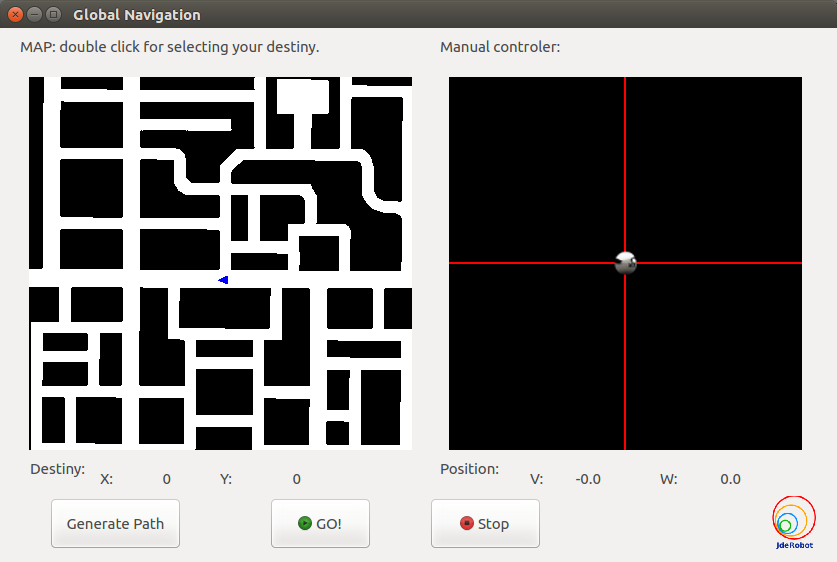 Global Navigation
MAP: double click for selecting your destiny.
Manual controler:
Destiny:
X: 0 Y: 0
Position:
V: -0.0 W: 0.0
Generate Path
GO!
Stop
JdeRobot